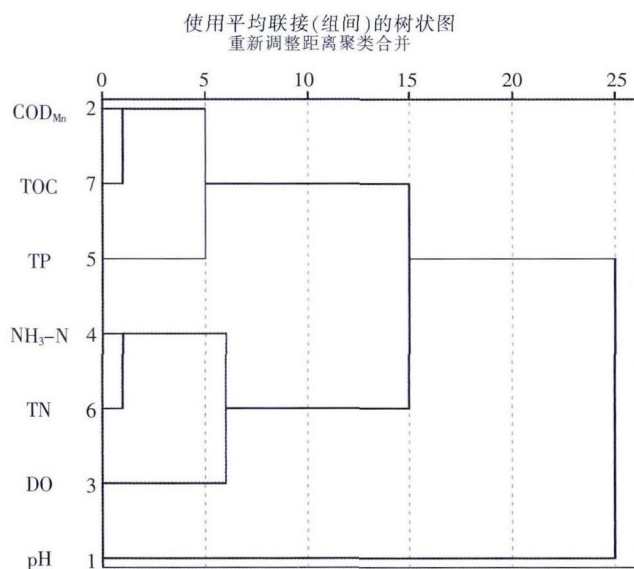 使用平均联接(组间)的树状图
重新调整距离聚类合并
0 5 10 15 20 25
COD_Mn 2
TOC 7
TP 5
NH₃-N 4
TN 6
DO 3
pH 1